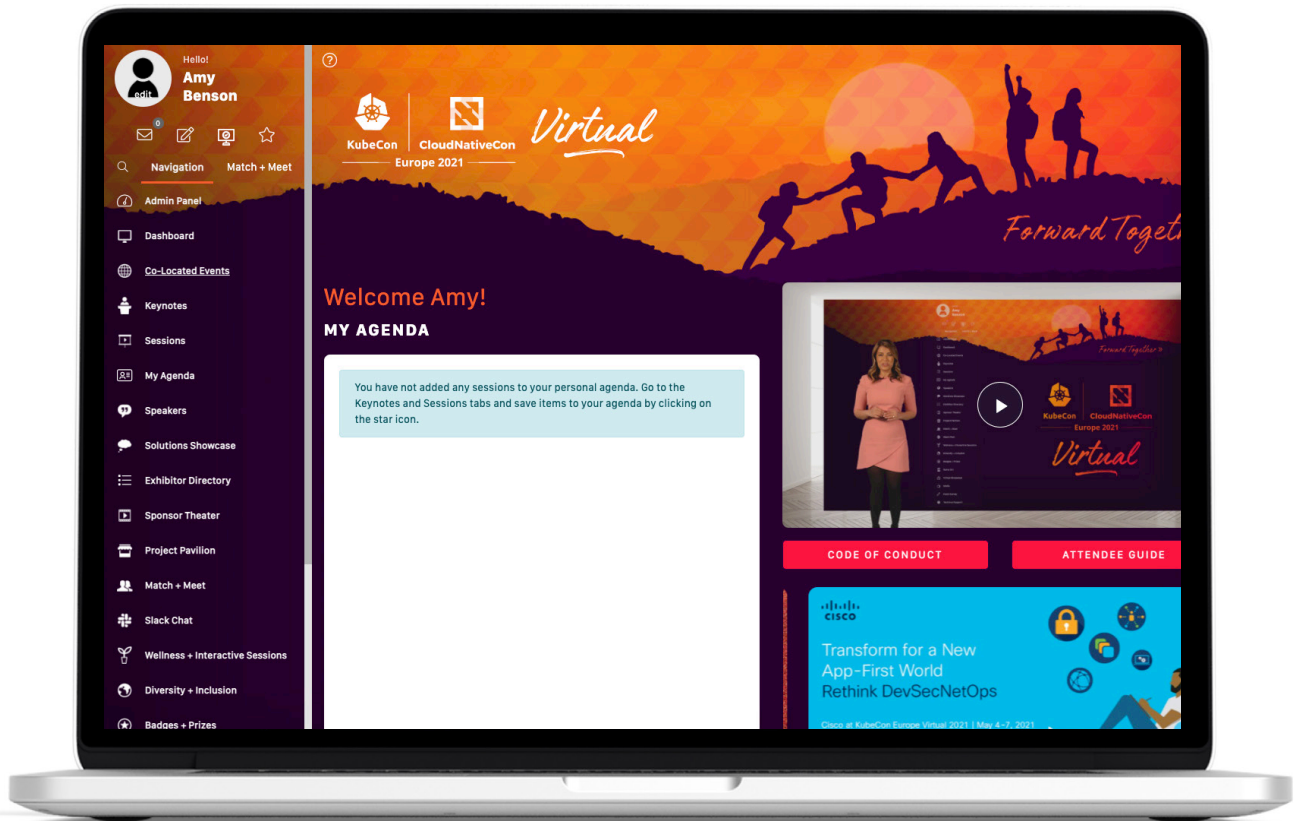 Hello!
Amy
Benson
edit
0
Navigation
Match + Meet
Admin Panel
Dashboard
Co-Located Events
Keynotes
Sessions
My Agenda
Speakers
Solutions Showcase
Exhibitor Directory
Sponsor Theater
Project Pavilion
Match + Meet
Slack Chat
Wellness + Interactive Sessions
Diversity + Inclusion
Badges + Prizes
?
KubeCon
CloudNativeCon
Europe 2021
Virtual
Forward Togeth
Welcome Amy!
MY AGENDA
You have not added any sessions to your personal agenda. Go to the
Keynotes and Sessions tabs and save items to your agenda by clicking on
the star icon.
Forward Together
KubeCon
CloudNativeCon
Europe 2021
Virtual
CODE OF CONDUCT
ATTENDEE GUIDE
CISCO
Transform for a New
App-First World
Rethink DevSecNetOps
Cisco at KubeCon Europe Virtual 2021 | May 4-7, 2021